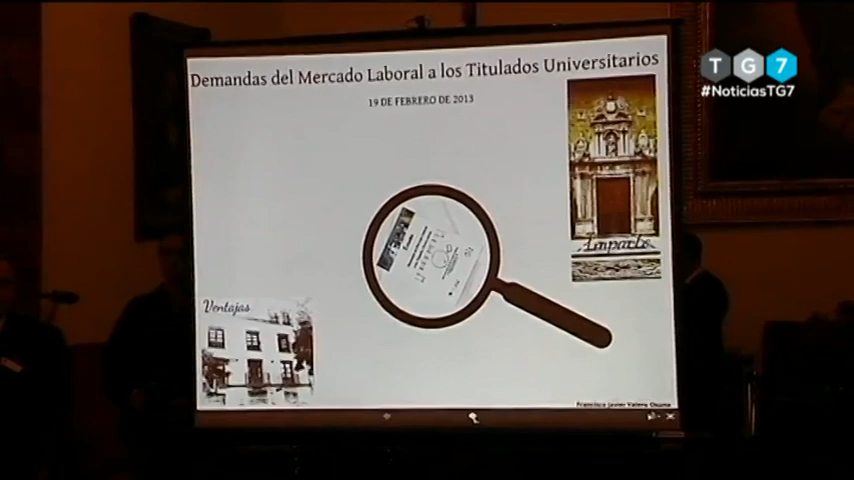 Demandas del Mercado Laboral a los Titulados Universitarios
19 DE FEBRERO DE 2013
TG7
#NoticiasTG7
Impacto
Ventajas
Francisco Javier Valero Osuna